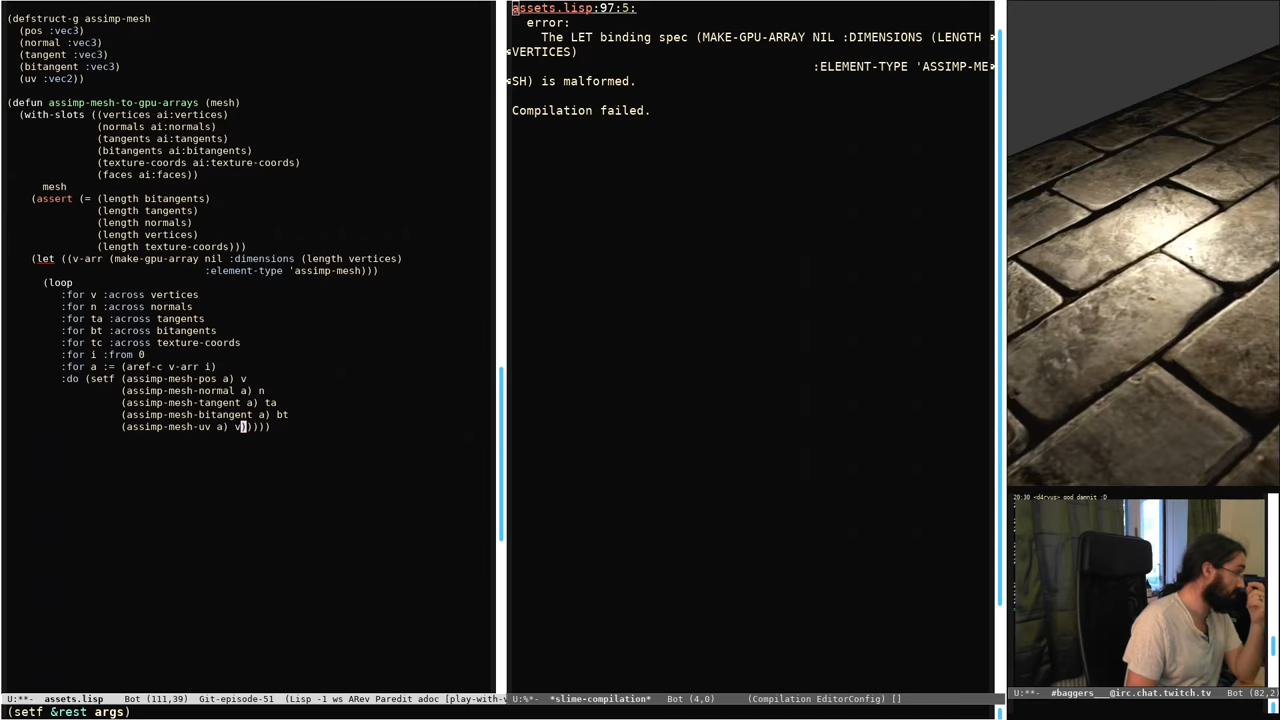 (defstruct-g assimp-mesh
  (pos :vec3)
  (normal :vec3)
  (tangent :vec3)
  (bitangent :vec3)
  (uv :vec2))
(defun assimp-mesh-to-gpu-arrays (mesh)
  (with-slots ((vertices ai:vertices)
               (normals ai:normals)
               (tangents ai:tangents)
               (bitangents ai:bitangents)
               (texture-coords ai:texture-coords)
               (faces ai:faces))
      mesh
    (assert (= (length bitangents)
               (length tangents)
               (length normals)
               (length vertices)
               (length texture-coords)))
    (let ((v-arr (make-gpu-array nil :dimensions (length vertices)
                                 :element-type 'assimp-mesh)))
      (loop
         :for v :across vertices
         :for n :across normals
         :for ta :across tangents
         :for bt :across bitangents
         :for tc :across texture-coords
         :for i :from 0
         :for a := (aref-c v-arr i)
         :do (setf (assimp-mesh-pos a) v
                   (assimp-mesh-normal a) n
                   (assimp-mesh-tangent a) ta
                   (assimp-mesh-bitangent a) bt
                   (assimp-mesh-uv a) v)))))
U:**-  assets.lisp    Bot (111,39)  Git-episode-51  (Lisp -1 ws ARev Paredit adoc [play-with-v
(setf &rest args)
assets.lisp:97:5:
  error:
    The LET binding spec (MAKE-GPU-ARRAY NIL :DIMENSIONS (LENGTH
VERTICES)
:ELEMENT-TYPE 'ASSIMP-ME
SH) is malformed.
Compilation failed.
U:%*-  *slime-compilation*   Bot (4,0)    (Compilation EditorConfig) []
20:30 <d4rvus> god damnit :D
U:**-  #baggers___@irc.chat.twitch.tv   Bot (82,2)